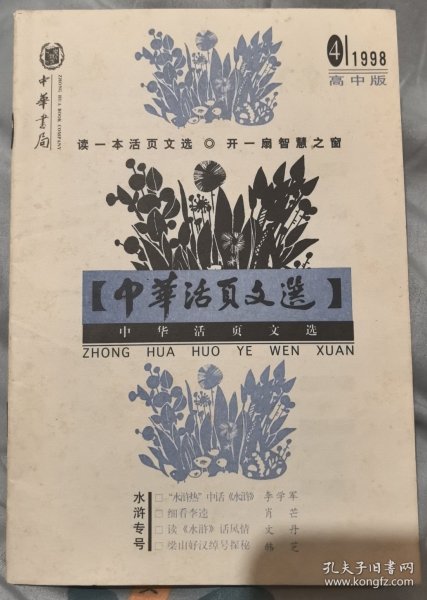 4 1998
高中版
中华書局
ZHONG HUA BOOK COMPANY
读一本活页文选 ◎ 开一扇智慧之窗
【中華活頁文選】
中华活页文选
ZHONG HUA HUO YE WEN XUAN
水浒专号
□“水浒热”中话《水浒》 李学军
□细看李逵 肖芒
□读《水浒》话风情 文丹
□梁山好汉绰号探秘 韩芝
孔夫子旧书网
www.kongfz.com